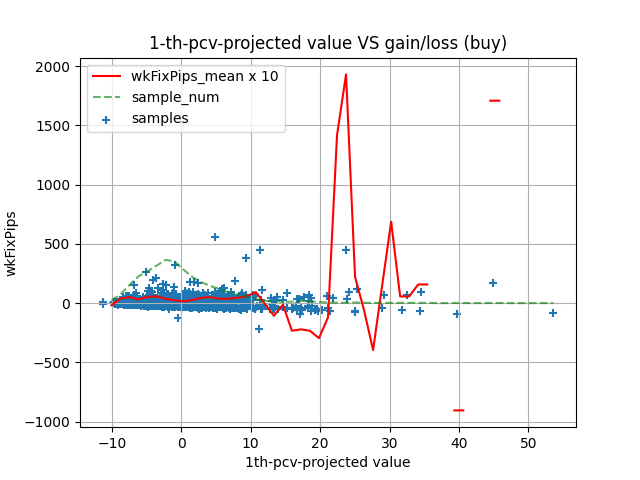 1-th-pcv-projected value VS gain/loss (buy)
wkFixPips_mean x 10
sample_num
samples
wkFixPips
2000
1500
1000
500
0
−500
−1000
−10 0 10 20 30 40 50
1th-pcv-projected value